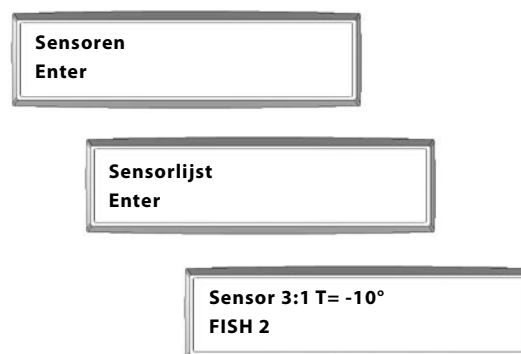 Sensoren
Enter
Sensorlijst
Enter
Sensor 3:1 T= -10°
FISH 2